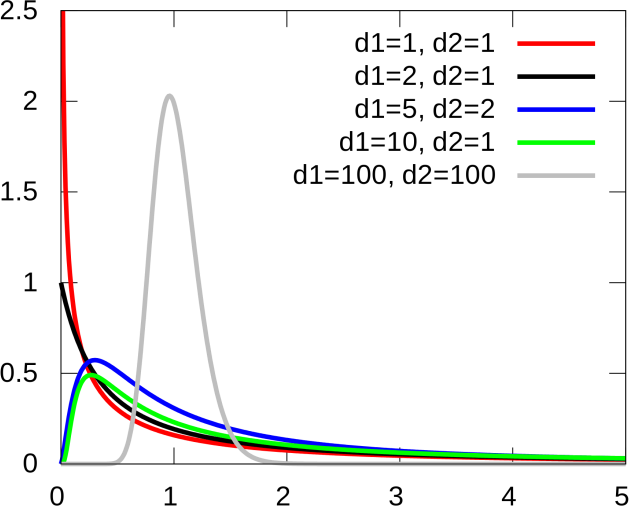 2.5
d1=1, d2=1
d1=2, d2=1
2
d1=5, d2=2
d1=10, d2=1
d1=100, d2=100
1.5
1
0.5
0
0 1 2 3 4 5